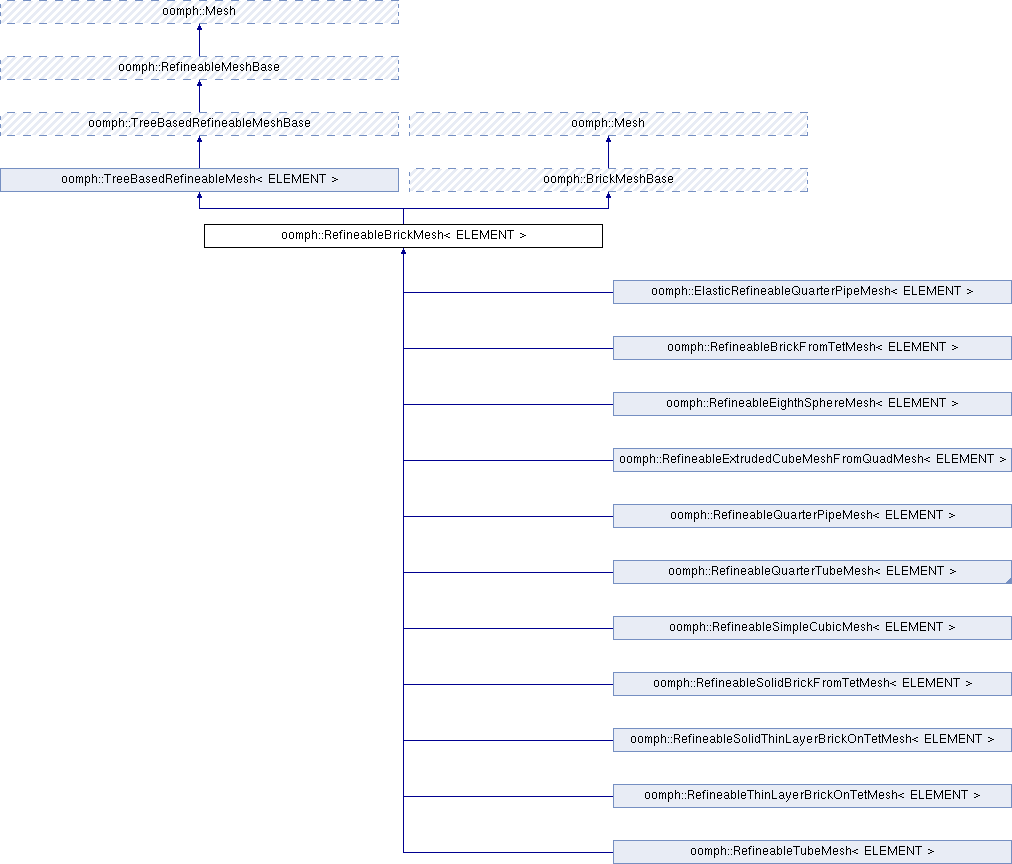 oomph::Mesh
oomph::RefineableMeshBase
oomph::TreeBasedRefineableMeshBase
oomph::Mesh
oomph::TreeBasedRefineableMesh< ELEMENT >
oomph::BrickMeshBase
oomph::RefineableBrickMesh< ELEMENT >
oomph::ElasticRefineableQuarterPipeMesh< ELEMENT >
oomph::RefineableBrickFromTetMesh< ELEMENT >
oomph::RefineableEighthSphereMesh< ELEMENT >
oomph::RefineableExtrudedCubeMeshFromQuadMesh< ELEMENT >
oomph::RefineableQuarterPipeMesh< ELEMENT >
oomph::RefineableQuarterTubeMesh< ELEMENT >
oomph::RefineableSimpleCubicMesh< ELEMENT >
oomph::RefineableSolidBrickFromTetMesh< ELEMENT >
oomph::RefineableSolidThinLayerBrickOnTetMesh< ELEMENT >
oomph::RefineableThinLayerBrickOnTetMesh< ELEMENT >
oomph::RefineableTubeMesh< ELEMENT >